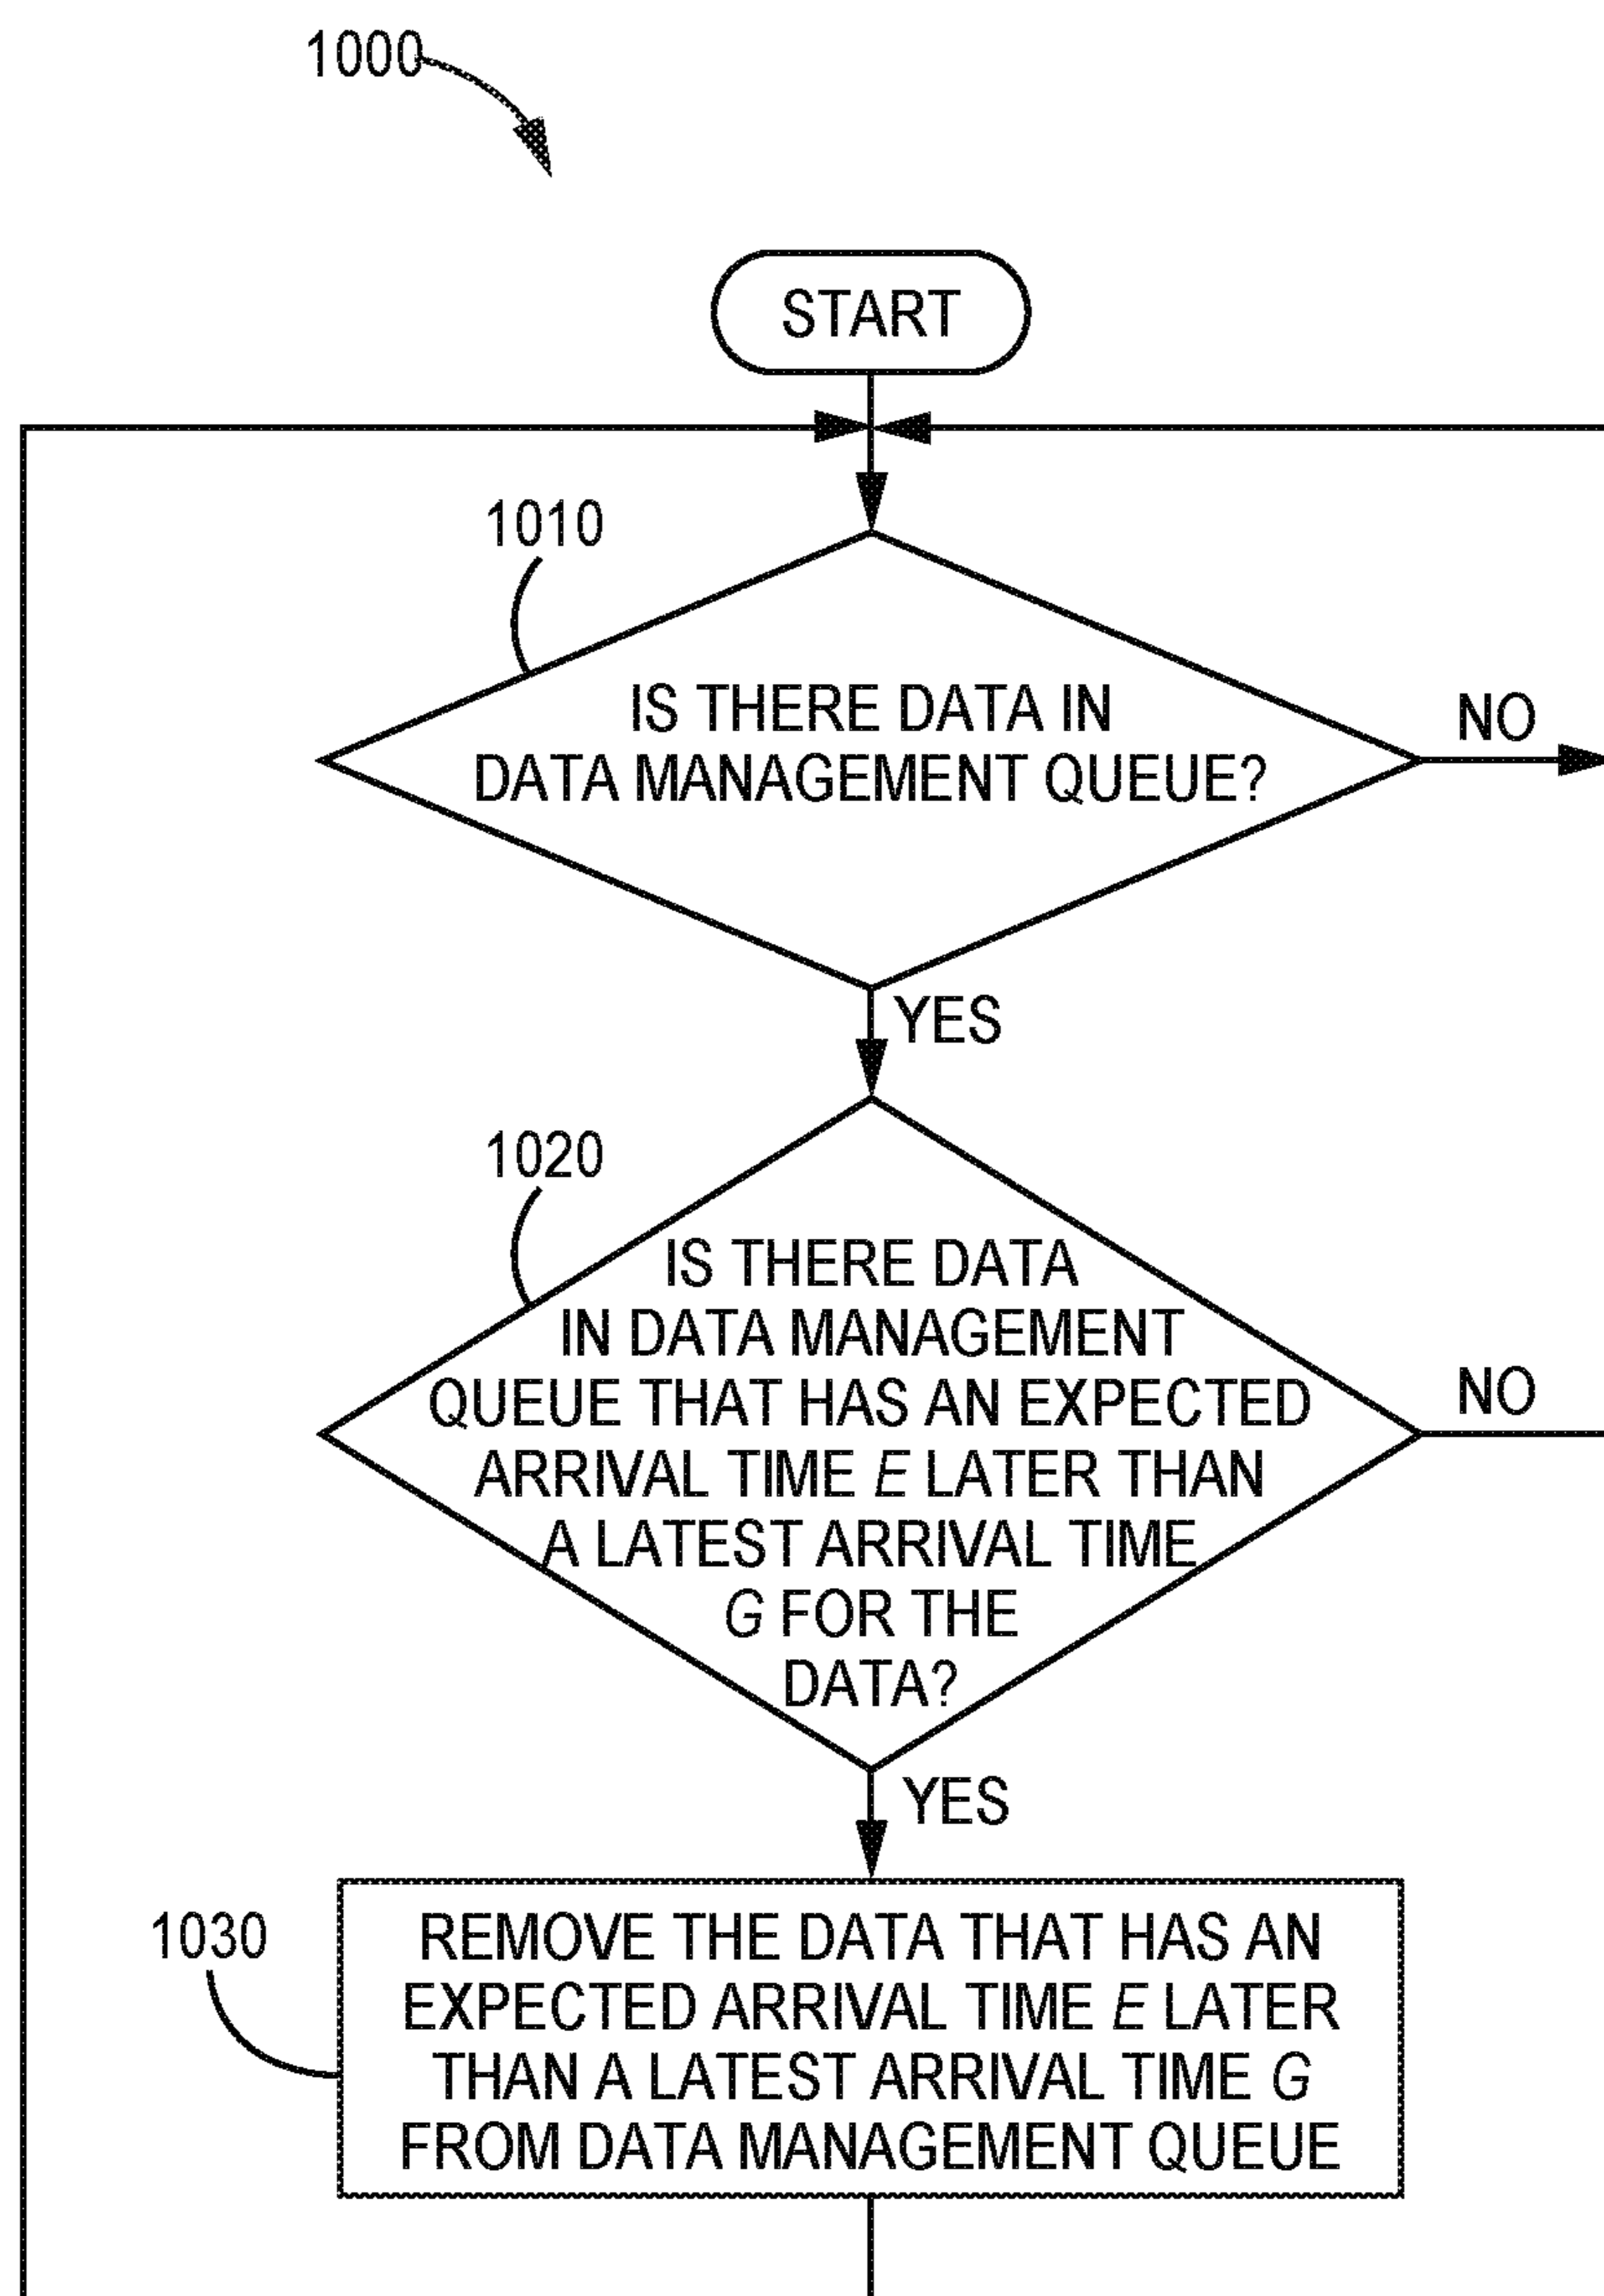 1000
START
1010
IS THERE DATA IN
DATA MANAGEMENT QUEUE?
NO
YES
1020
IS THERE DATA
IN DATA MANAGEMENT
QUEUE THAT HAS AN EXPECTED
ARRIVAL TIME E LATER THAN
A LATEST ARRIVAL TIME
G FOR THE
DATA?
NO
YES
1030
REMOVE THE DATA THAT HAS AN
EXPECTED ARRIVAL TIME E LATER
THAN A LATEST ARRIVAL TIME G
FROM DATA MANAGEMENT QUEUE